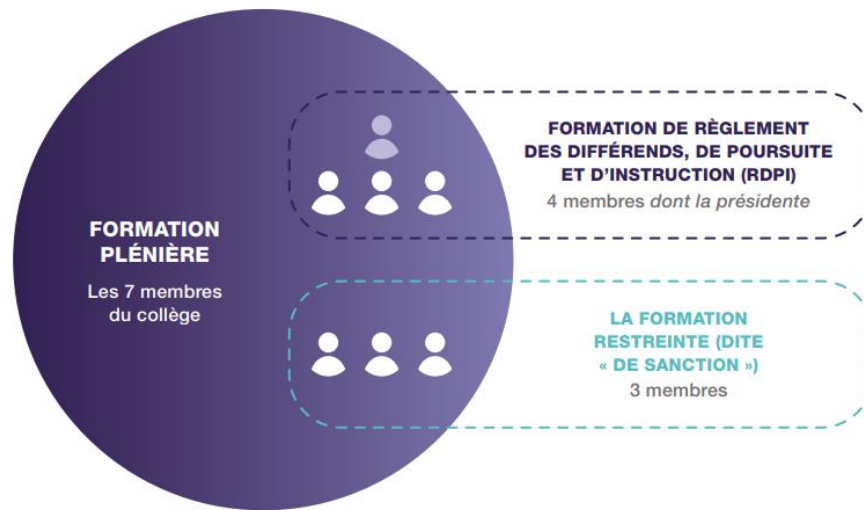 FORMATION
PLÉNIÈRE
Les 7 membres
du collège
FORMATION DE RÈGLEMENT
DES DIFFÉRENDS, DE POURSUITE
ET D’INSTRUCTION (RDPI)
4 membres dont la présidente
LA FORMATION
RESTREINTE (DITE
« DE SANCTION »)
3 membres